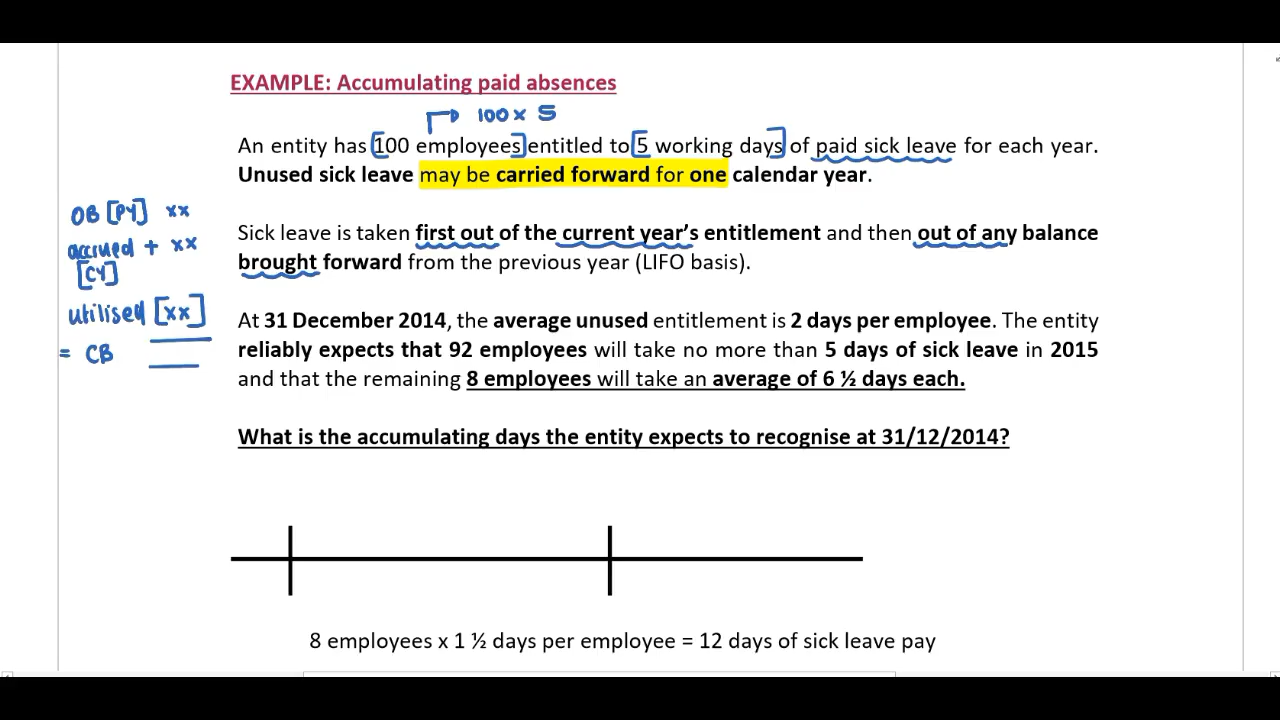 EXAMPLE: Accumulating paid absences
100 x 5
An entity has [100 employees] entitled to [5 working days] of paid sick leave for each year.
Unused sick leave may be carried forward for one calendar year.
OB [PY] xx
accrued + xx
[CY]
utilised [xx]
= CB
Sick leave is taken first out of the current year's entitlement and then out of any balance
brought forward from the previous year (LIFO basis).
At 31 December 2014, the average unused entitlement is 2 days per employee. The entity
reliably expects that 92 employees will take no more than 5 days of sick leave in 2015
and that the remaining 8 employees will take an average of 6 ½ days each.
What is the accumulating days the entity expects to recognise at 31/12/2014?
8 employees x 1 ½ days per employee = 12 days of sick leave pay